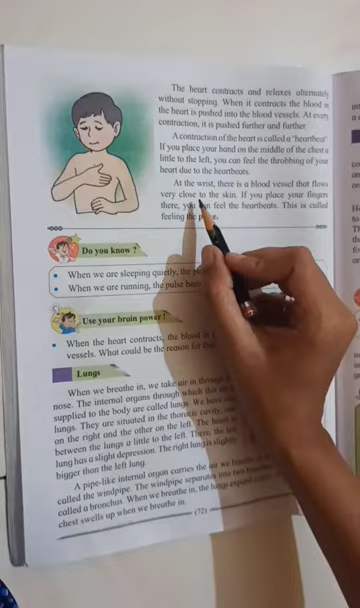 The heart contracts and relaxes alternately
without stopping. When it contracts the blood in
the heart is pushed into the blood vessels. At every
contraction, it is pushed further and further.
A contraction of the heart is called a 'heartbeat'
If you place your hand on the middle of the chest a
little to the left, you can feel the throbbing of your
heart due to the heartbeats.
At the wrist, there is a blood vessel that flows
very close to the skin. If you place your fingers
there, you can feel the heartbeats. This is called
feeling the
Do you know ?
• When we are sleeping quietly, the
• When we are running, the pulse
Use your brain power !
• When the heart contracts, the blood
vessels. What could be the reason for
Lungs
When we breathe in, we take air in through
nose. The internal organs through which
supplied to the body are called lungs. We have
lungs. They are situated in the thoracic cavity,
on the right and the other on the left. The heart
between the lungs a little to the left. There, the
lung has a slight depression. The right lung is slightly
bigger than the left lung.
A pipe-like internal organ carries the air we breathe
called the windpipe. The windpipe separates into two
called a bronchus. When we breathe in, the lungs expand
chest swells up when we breathe in.
(72)